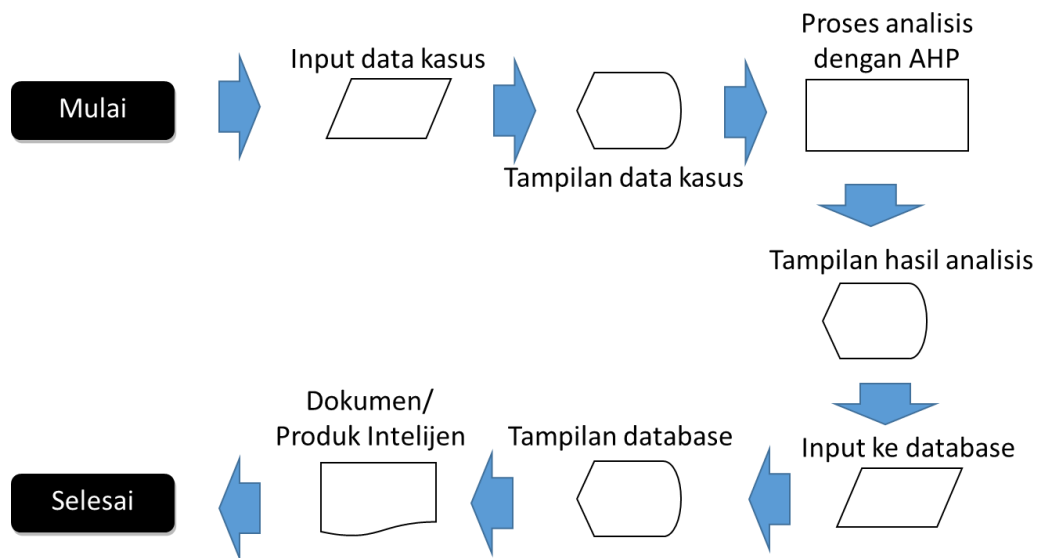 Mulai
Input data kasus
Tampilan data kasus
Proses analisis
dengan AHP
Tampilan hasil analisis
Input ke database
Tampilan database
Dokumen/
Produk Intelijen
Selesai